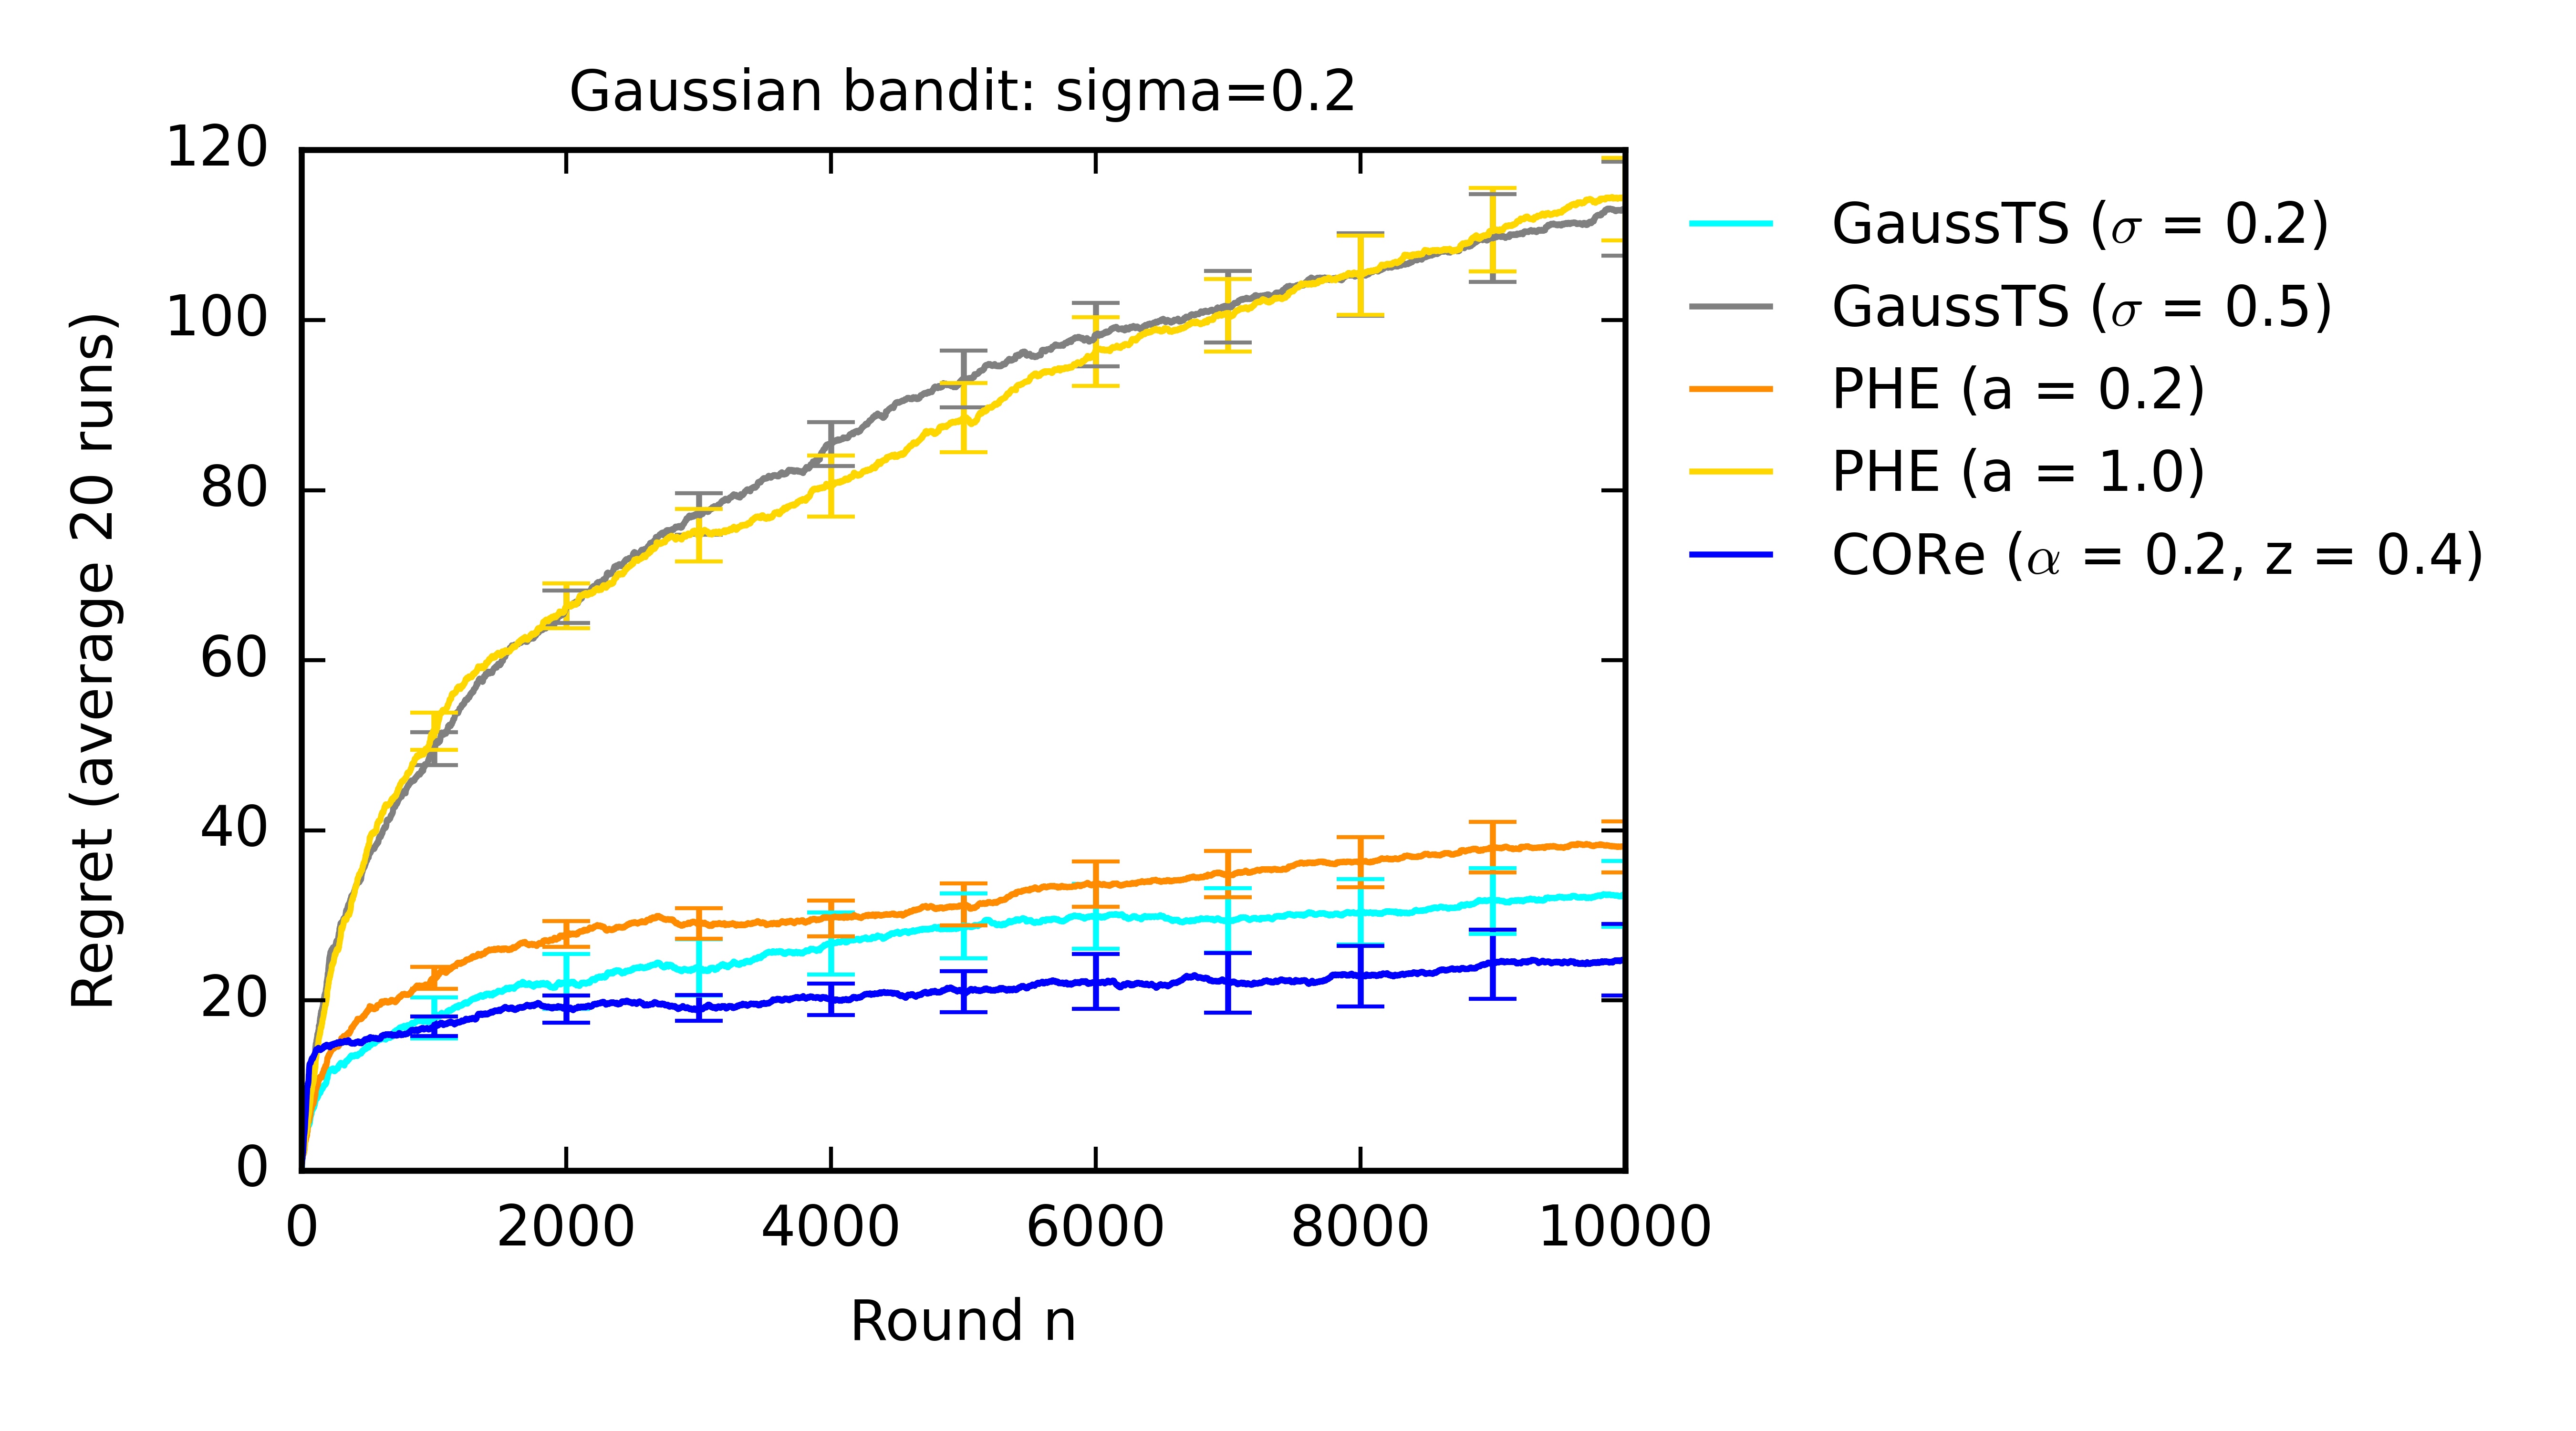 Gaussian bandit: sigma=0.2
120
100
80
60
40
20
0
Regret (average 20 runs)
0 2000 4000 6000 8000 10000
Round n
GaussTS (σ = 0.2)
GaussTS (σ = 0.5)
PHE (a = 0.2)
PHE (a = 1.0)
CORe (α = 0.2, z = 0.4)